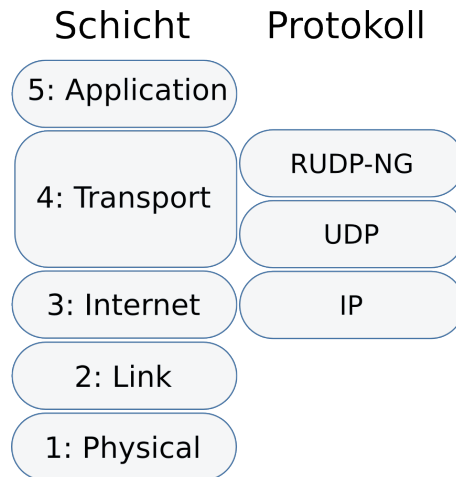 Schicht Protokoll
5: Application
4: Transport
RUDP-NG
UDP
3: Internet
IP
2: Link
1: Physical